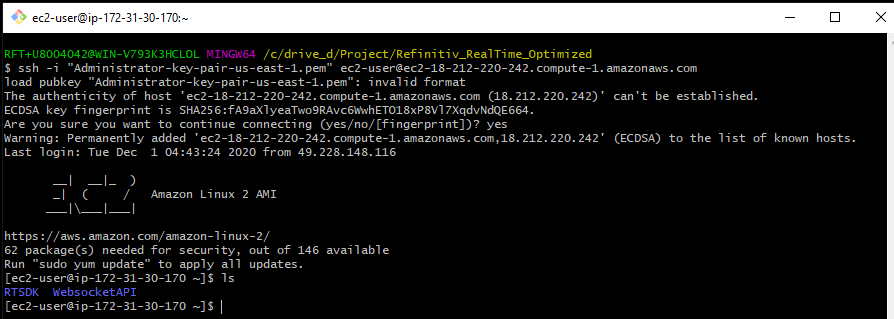 ec2-user@ip-172-31-30-170:~
RFT+U8004042@WIN-V793K3HCLOL MINGW64 /c/drive_d/Project/Refinitiv_RealTime_Optimized
$ ssh -i "Administrator-key-pair-us-east-1.pem" ec2-user@ec2-18-212-220-242.compute-1.amazonaws.com
load pubkey "Administrator-key-pair-us-east-1.pem": invalid format
The authenticity of host 'ec2-18-212-220-242.compute-1.amazonaws.com (18.212.220.242)' can't be established.
ECDSA key fingerprint is SHA256:fA9aXlyeaTwo9RAvc6WwhETO18xP8Vl7XqdvNdQE664.
Are you sure you want to continue connecting (yes/no/[fingerprint])? yes
Warning: Permanently added 'ec2-18-212-220-242.compute-1.amazonaws.com,18.212.220.242' (ECDSA) to the list of known hosts.
Last login: Tue Dec  1 04:43:24 2020 from 49.228.148.116
       __|  __|_  )
       _|  (     /   Amazon Linux 2 AMI
      ___|\___|___|
https://aws.amazon.com/amazon-linux-2/
62 package(s) needed for security, out of 146 available
Run "sudo yum update" to apply all updates.
[ec2-user@ip-172-31-30-170 ~]$ ls
RTSDK  WebsocketAPI
[ec2-user@ip-172-31-30-170 ~]$